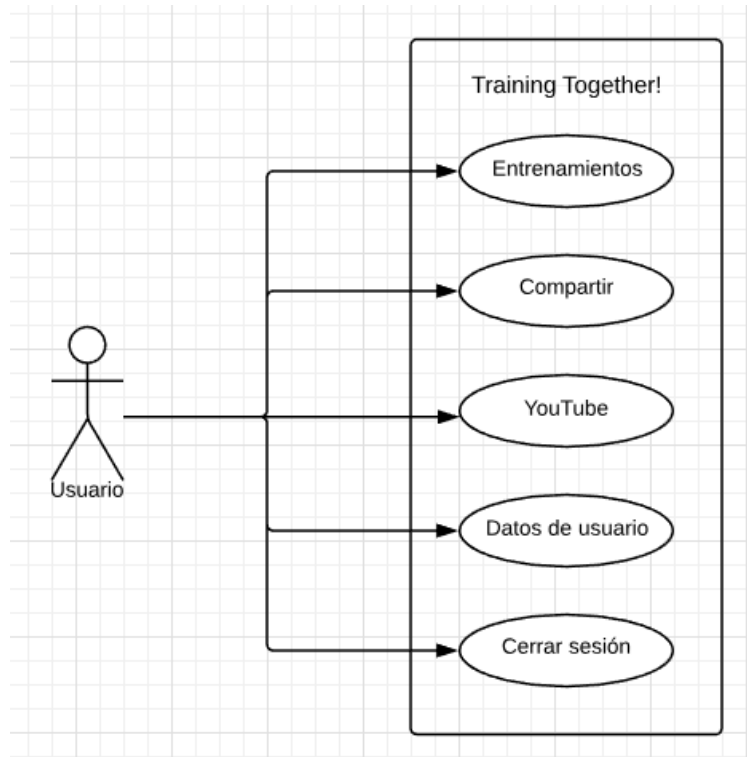 Training Together!
Entrenamientos
Compartir
YouTube
Usuario
Datos de usuario
Cerrar sesión